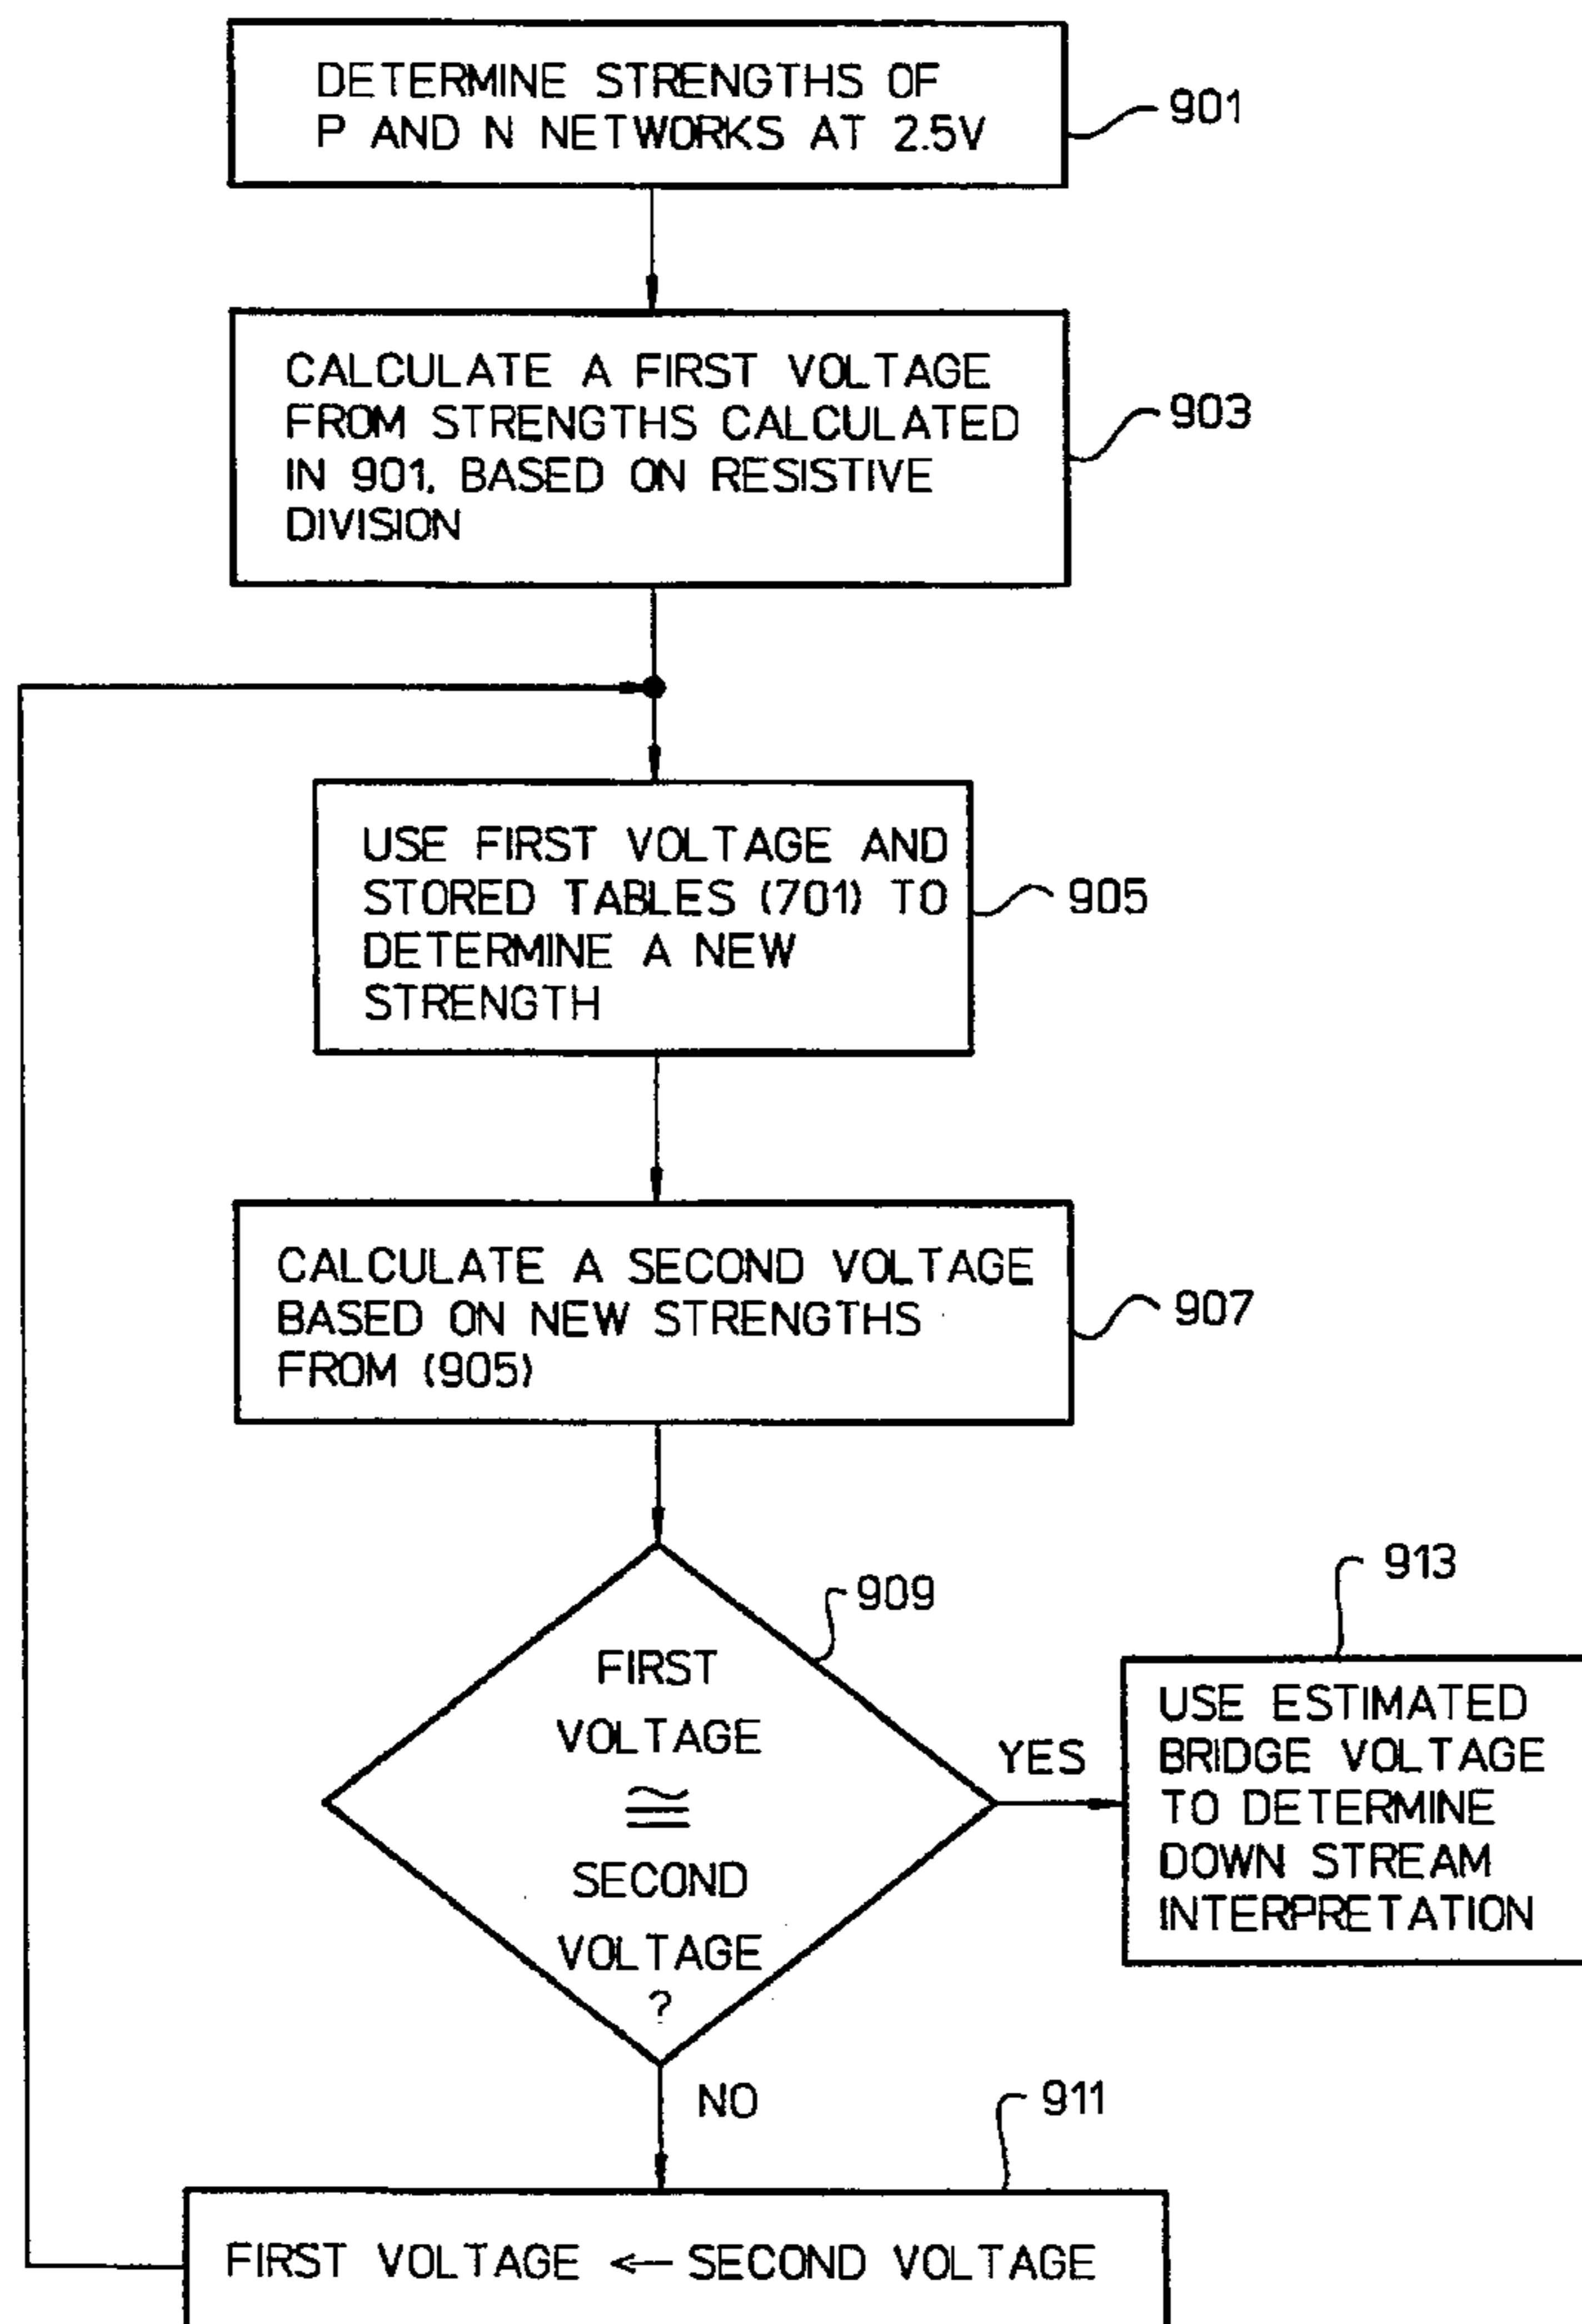 DETERMINE STRENGTHS OF
P AND N NETWORKS AT 2.5V
901
CALCULATE A FIRST VOLTAGE
FROM STRENGTHS CALCULATED
IN 901, BASED ON RESISTIVE
DIVISION
903
USE FIRST VOLTAGE AND
STORED TABLES (701) TO
DETERMINE A NEW
STRENGTH
905
CALCULATE A SECOND VOLTAGE
BASED ON NEW STRENGTHS
FROM (905)
907
909
FIRST
VOLTAGE
≅
SECOND
VOLTAGE
?
YES
913
USE ESTIMATED
BRIDGE VOLTAGE
TO DETERMINE
DOWN STREAM
INTERPRETATION
NO
911
FIRST VOLTAGE ← SECOND VOLTAGE